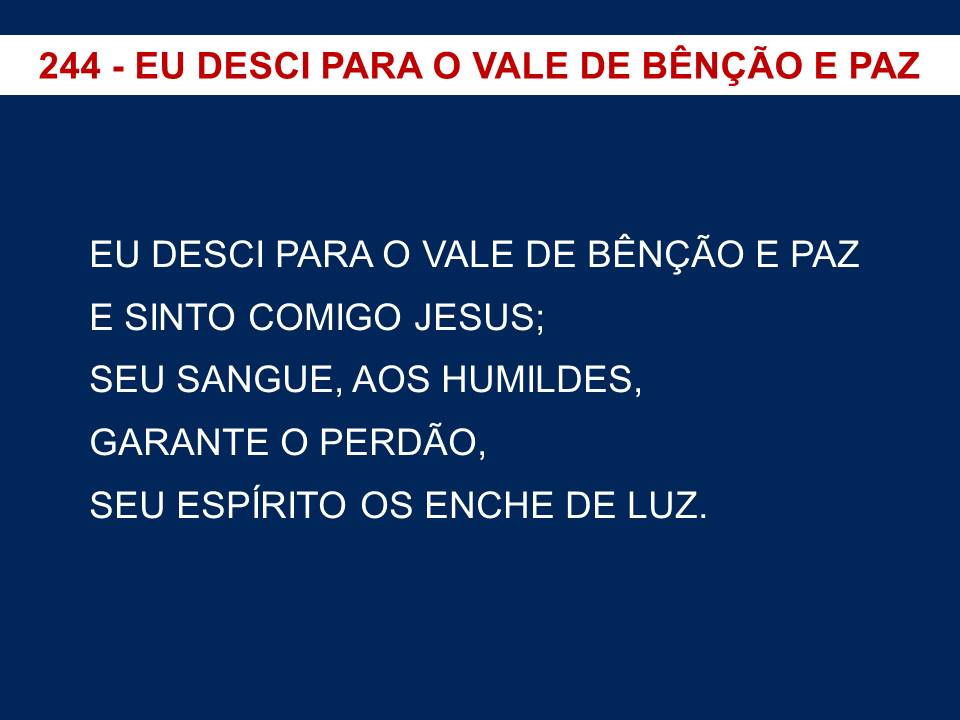 244 - EU DESCI PARA O VALE DE BÊNÇÃO E PAZ
EU DESCI PARA O VALE DE BÊNÇÃO E PAZ
E SINTO COMIGO JESUS;
SEU SANGUE, AOS HUMILDES,
GARANTE O PERDÃO,
SEU ESPÍRITO OS ENCHE DE LUZ.